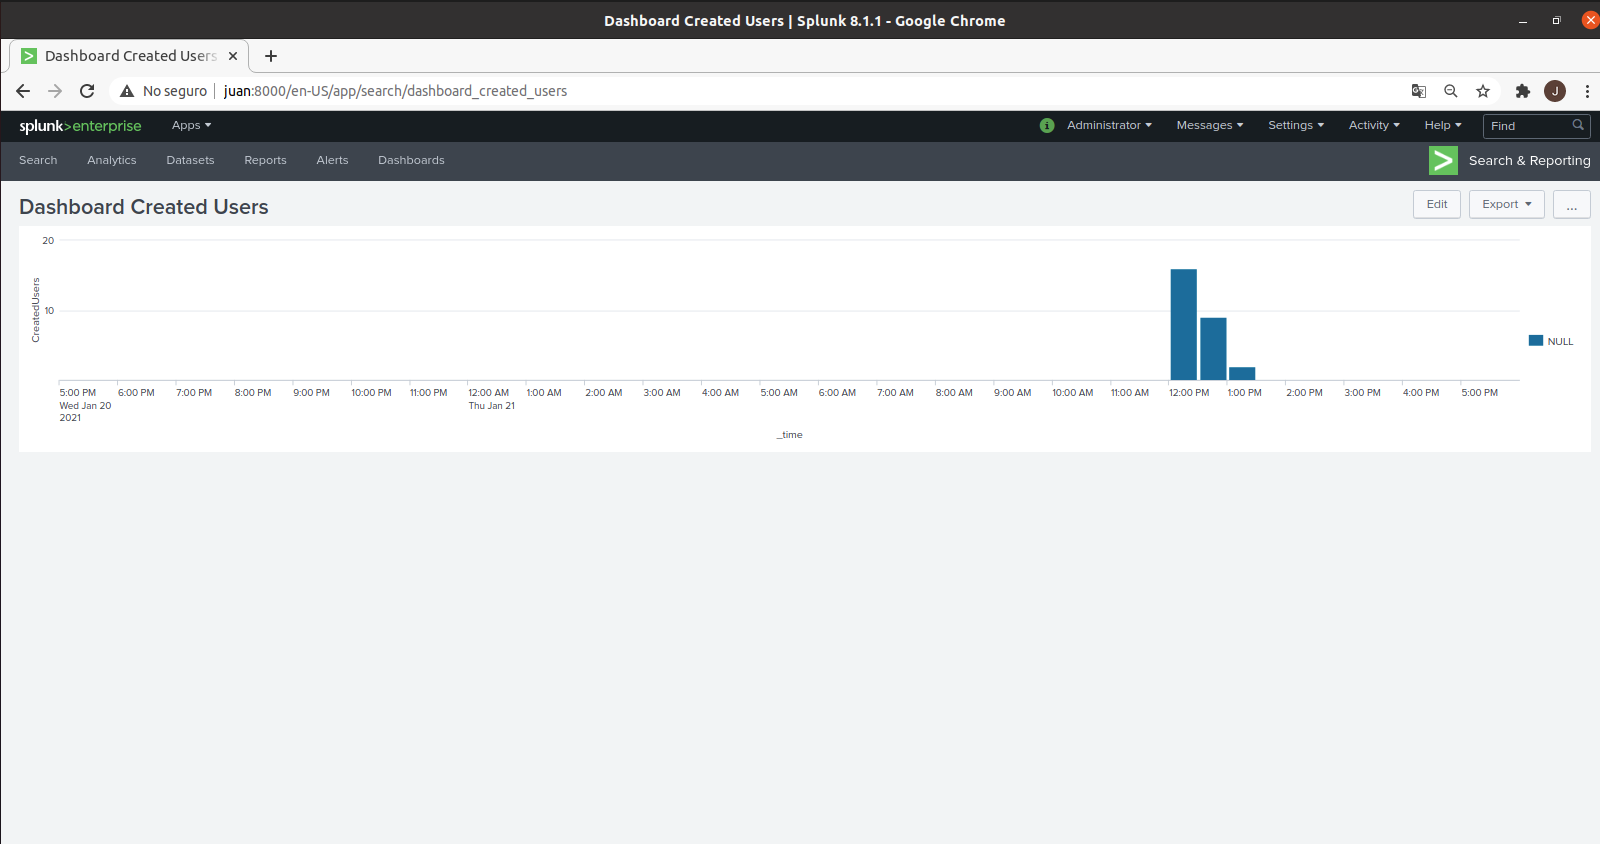 Dashboard Created Users | Splunk 8.1.1 - Google Chrome
Dashboard Created Users
No seguro juan:8000/en-US/app/search/dashboard_created_users
J
splunk>enterprise Apps i Administrator Messages Settings Activity Help Find
Search Analytics Datasets Reports Alerts Dashboards > Search & Reporting
Dashboard Created Users Edit Export ...
20
10
CreatedUsers
NULL
5:00 PM 6:00 PM 7:00 PM 8:00 PM 9:00 PM 10:00 PM 11:00 PM 12:00 AM 1:00 AM 2:00 AM 3:00 AM 4:00 AM 5:00 AM 6:00 AM 7:00 AM 8:00 AM 9:00 AM 10:00 AM 11:00 AM 12:00 PM 1:00 PM 2:00 PM 3:00 PM 4:00 PM 5:00 PM
Wed Jan 20 Thu Jan 21
2021
_time